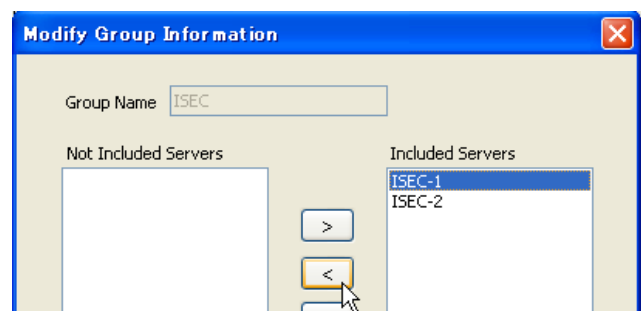 Modify Group Information
Group Name ISEC
Not Included Servers
Included Servers
ISEC-1
ISEC-2
>
<